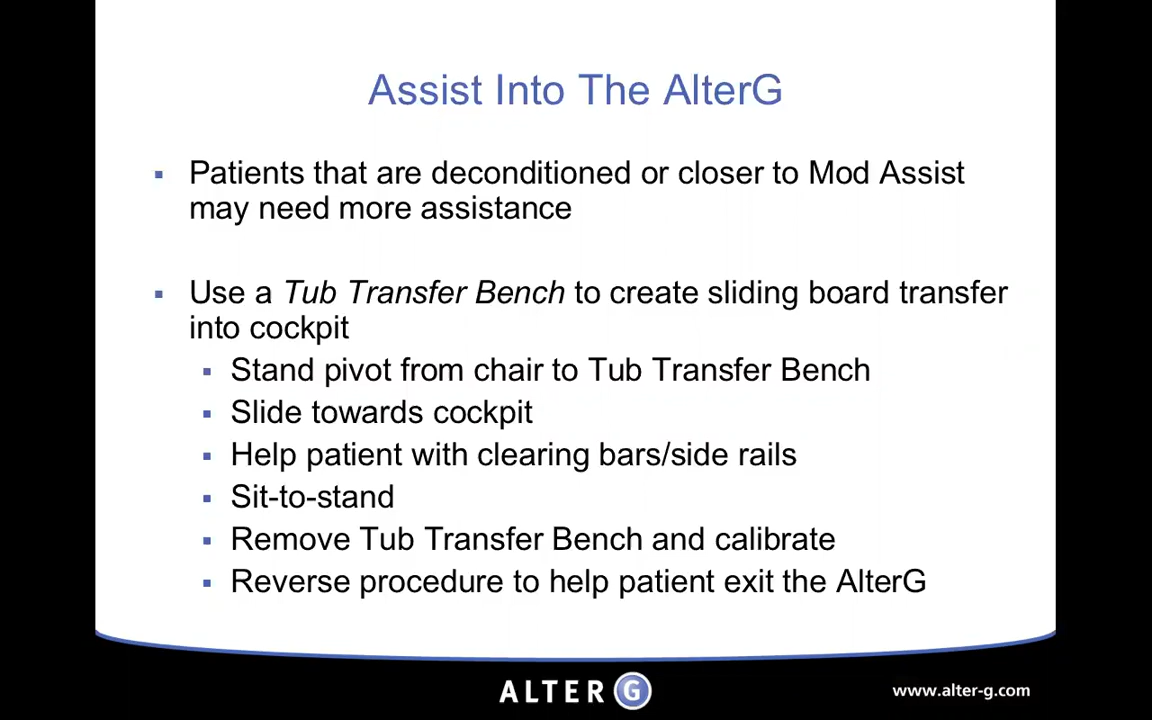 Assist Into The AlterG
Patients that are deconditioned or closer to Mod Assist
may need more assistance
Use a Tub Transfer Bench to create sliding board transfer
into cockpit
Stand pivot from chair to Tub Transfer Bench
Slide towards cockpit
Help patient with clearing bars/side rails
Sit-to-stand
Remove Tub Transfer Bench and calibrate
Reverse procedure to help patient exit the AlterG
ALTER G
www.alter-g.com